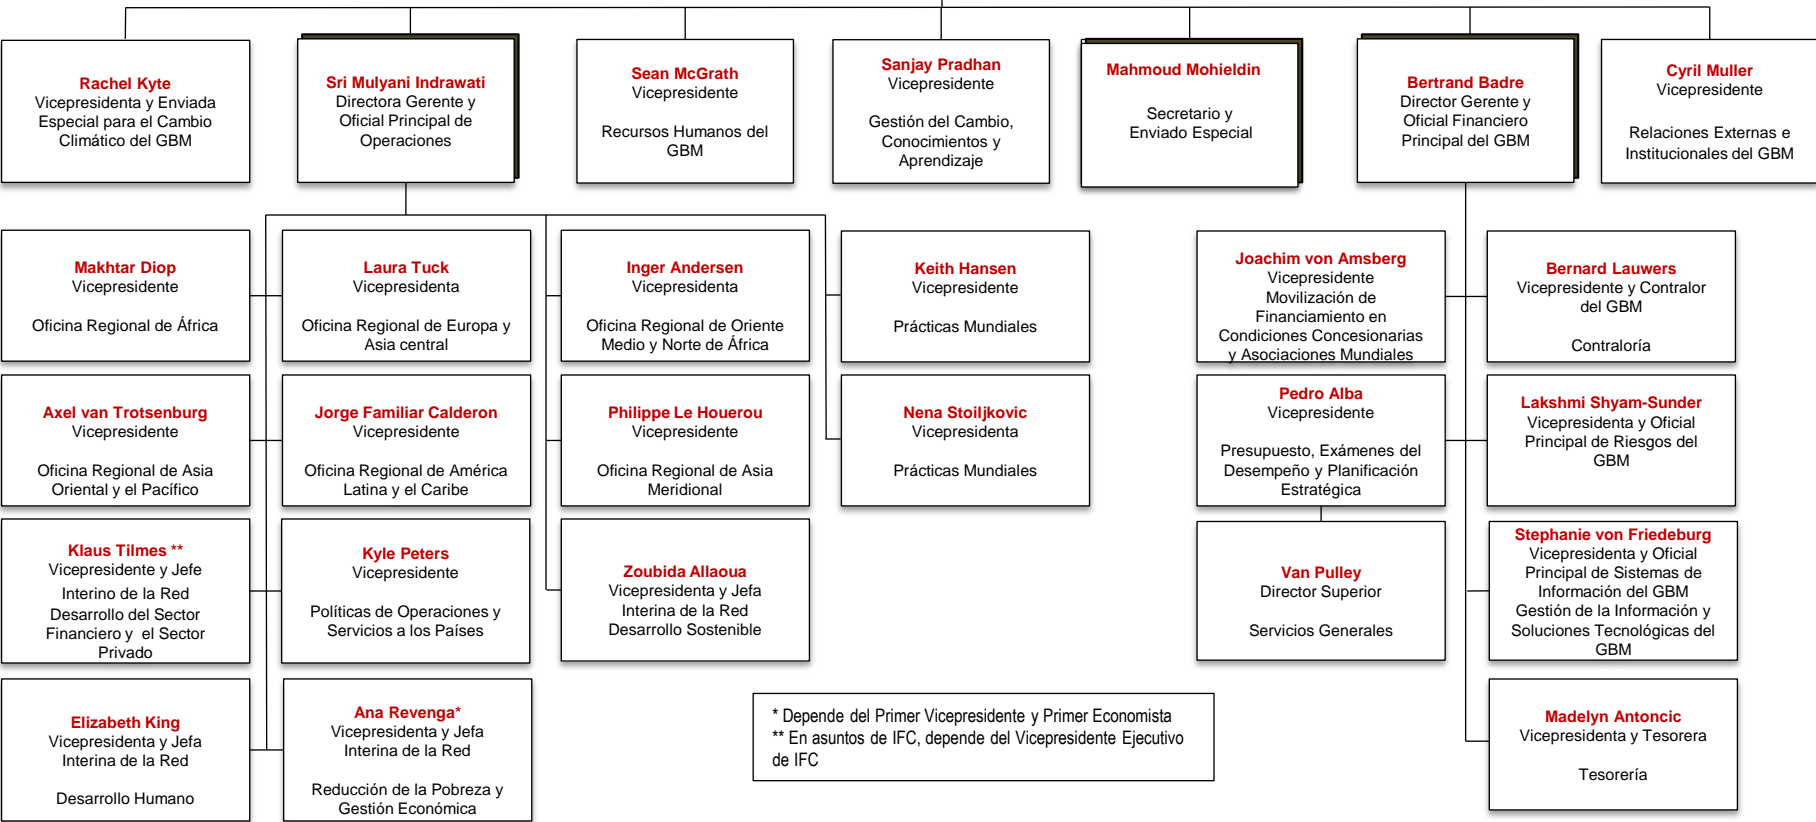 Rachel Kyte
Vicepresidenta y Enviada
Especial para el Cambio
Climático del GBM
Sri Mulyani Indrawati
Directora Gerente y
Oficial Principal de
Operaciones
Sean McGrath
Vicepresidente
Recursos Humanos del
GBM
Sanjay Pradhan
Vicepresidente
Gestión del Cambio,
Conocimientos y
Aprendizaje
Mahmoud Mohieldin
Secretario y
Enviado Especial
Bertrand Badre
Director Gerente y
Oficial Financiero
Principal del GBM
Cyril Muller
Vicepresidente
Relaciones Externas e
Institucionales del GBM
Makhtar Diop
Vicepresidente
Oficina Regional de África
Laura Tuck
Vicepresidenta
Oficina Regional de Europa y
Asia central
Inger Andersen
Vicepresidenta
Oficina Regional de Oriente
Medio y Norte de África
Keith Hansen
Vicepresidente
Prácticas Mundiales
Joachim von Amsberg
Vicepresidente
Movilización de
Financiamiento en
Condiciones Concesionarias
y Asociaciones Mundiales
Bernard Lauwers
Vicepresidente y Contralor
del GBM
Contraloría
Axel van Trotsenburg
Vicepresidente
Oficina Regional de Asia
Oriental y el Pacífico
Jorge Familiar Calderon
Vicepresidente
Oficina Regional de América
Latina y el Caribe
Philippe Le Houerou
Vicepresidente
Oficina Regional de Asia
Meridional
Nena Stoiljkovic
Vicepresidenta
Prácticas Mundiales
Pedro Alba
Vicepresidente
Presupuesto, Exámenes del
Desempeño y Planificación
Estratégica
Lakshmi Shyam-Sunder
Vicepresidenta y Oficial
Principal de Riesgos del
GBM
Klaus Tilmes **
Vicepresidente y Jefe
Interino de la Red
Desarrollo del Sector
Financiero y el Sector
Privado
Kyle Peters
Vicepresidente
Políticas de Operaciones y
Servicios a los Países
Zoubida Allaoua
Vicepresidenta y Jefa
Interina de la Red
Desarrollo Sostenible
Van Pulley
Director Superior
Servicios Generales
Stephanie von Friedeburg
Vicepresidenta y Oficial
Principal de Sistemas de
Información del GBM
Gestión de la Información y
Soluciones Tecnológicas del
GBM
Elizabeth King
Vicepresidenta y Jefa
Interina de la Red
Desarrollo Humano
Ana Revenga*
Vicepresidenta y Jefa
Interina de la Red
Reducción de la Pobreza y
Gestión Económica
* Depende del Primer Vicepresidente y Primer Economista
** En asuntos de IFC, depende del Vicepresidente Ejecutivo
de IFC
Madelyn Antoncic
Vicepresidenta y Tesorera
Tesorería